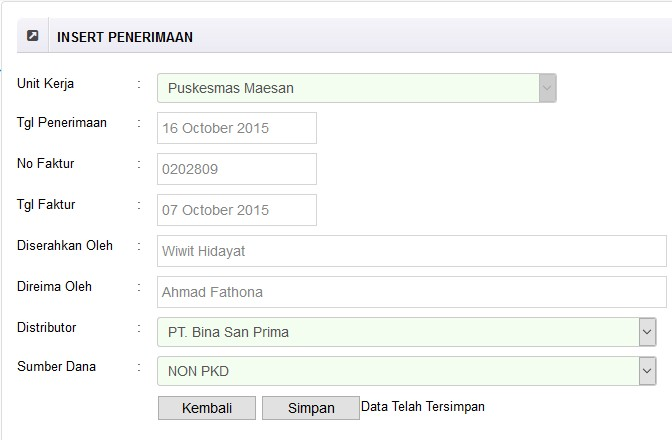 INSERT PENERIMAAN
Unit Kerja : Puskesmas Maesan
Tgl Penerimaan : 16 October 2015
No Faktur : 0202809
Tgl Faktur : 07 October 2015
Diserahkan Oleh : Wiwit Hidayat
Direima Oleh : Ahmad Fathona
Distributor : PT. Bina San Prima
Sumber Dana : NON PKD
Kembali Simpan Data Telah Tersimpan